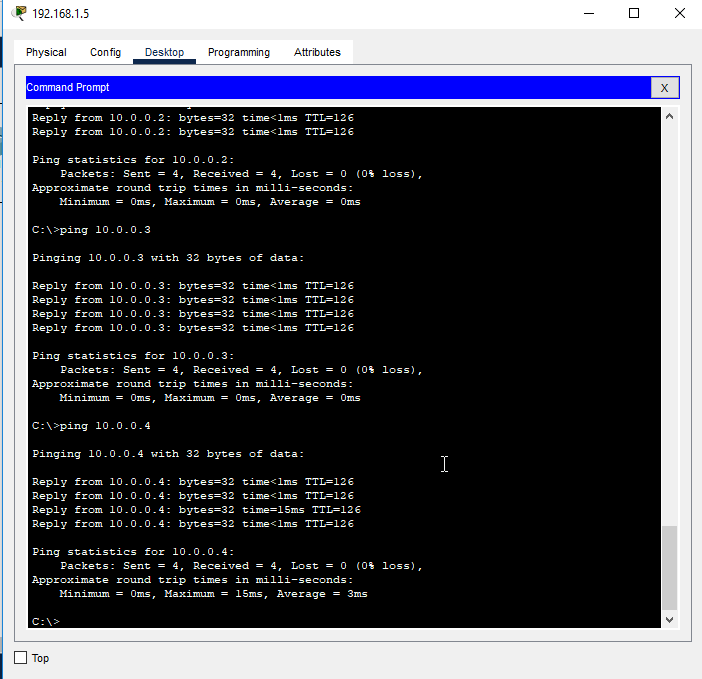 192.168.1.5
Physical Config Desktop Programming Attributes
Command Prompt
X
Reply from 10.0.0.2: bytes=32 time<1ms TTL=126
Reply from 10.0.0.2: bytes=32 time<1ms TTL=126
Ping statistics for 10.0.0.2:
Packets: Sent = 4, Received = 4, Lost = 0 (0% loss),
Approximate round trip times in milli-seconds:
Minimum = 0ms, Maximum = 0ms, Average = 0ms
C:\>ping 10.0.0.3
Pinging 10.0.0.3 with 32 bytes of data:
Reply from 10.0.0.3: bytes=32 time<1ms TTL=126
Reply from 10.0.0.3: bytes=32 time<1ms TTL=126
Reply from 10.0.0.3: bytes=32 time<1ms TTL=126
Reply from 10.0.0.3: bytes=32 time<1ms TTL=126
Ping statistics for 10.0.0.3:
Packets: Sent = 4, Received = 4, Lost = 0 (0% loss),
Approximate round trip times in milli-seconds:
Minimum = 0ms, Maximum = 0ms, Average = 0ms
C:\>ping 10.0.0.4
Pinging 10.0.0.4 with 32 bytes of data:
Reply from 10.0.0.4: bytes=32 time<1ms TTL=126
Reply from 10.0.0.4: bytes=32 time<1ms TTL=126
Reply from 10.0.0.4: bytes=32 time=15ms TTL=126
Reply from 10.0.0.4: bytes=32 time<1ms TTL=126
Ping statistics for 10.0.0.4:
Packets: Sent = 4, Received = 4, Lost = 0 (0% loss),
Approximate round trip times in milli-seconds:
Minimum = 0ms, Maximum = 15ms, Average = 3ms
C:\>
Top